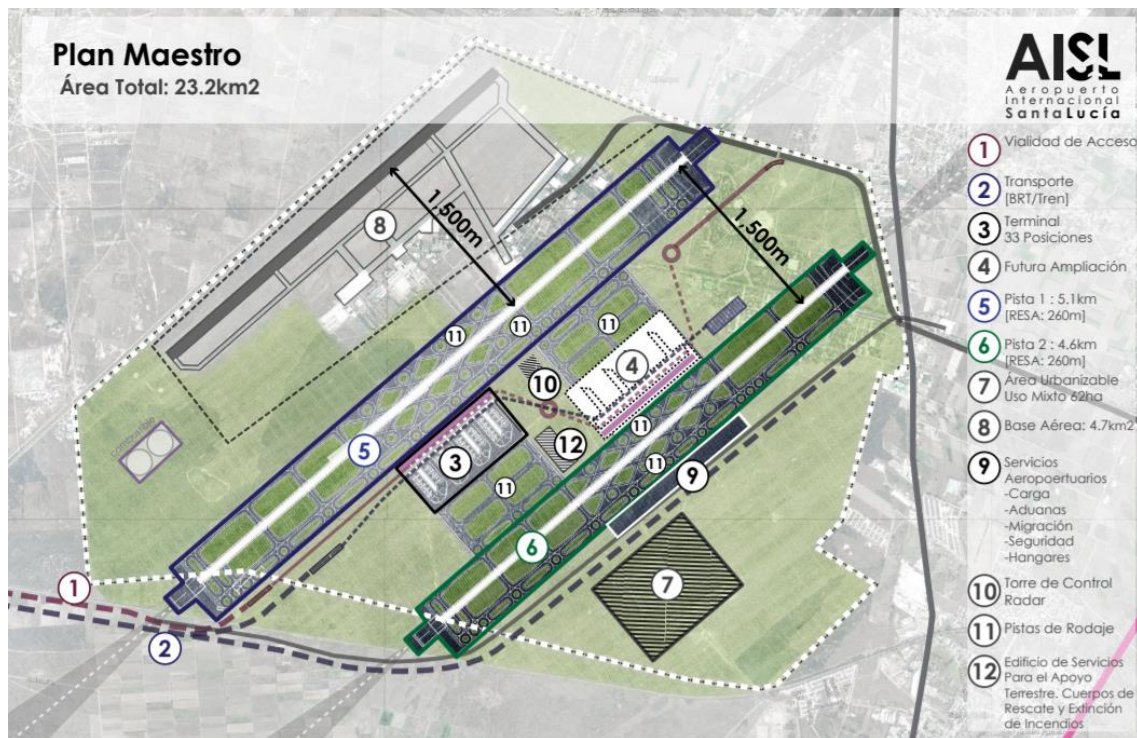 Plan Maestro
Área Total: 23.2km2
AISL
Aeropuerto
Internacional
SantaLucía
1 Vialidad de Acceso
2 Transporte
[BRT/Tren]
3 Terminal
33 Posiciones
4 Futura Ampliación
5 Pista 1 : 5.1km
[RESA: 260m]
6 Pista 2 : 4.6km
[RESA: 260m]
7 Área Urbanizable
Uso Mixto 62ha
8 Base Aérea: 4.7km2
9 Servicios
Aeropoertuarios
-Carga
-Aduanas
-Migración
-Seguridad
-Hangares
10 Torre de Control
Radar
11 Pistas de Rodaje
12 Edificio de Servicios
Para el Apoyo
Terrestre. Cuerpos de
Rescate y Extinción
de Incendios
1,500m
1,500m
8
11
11
11
4
10
12
3
11
11
11
5
9
6
7
1
2